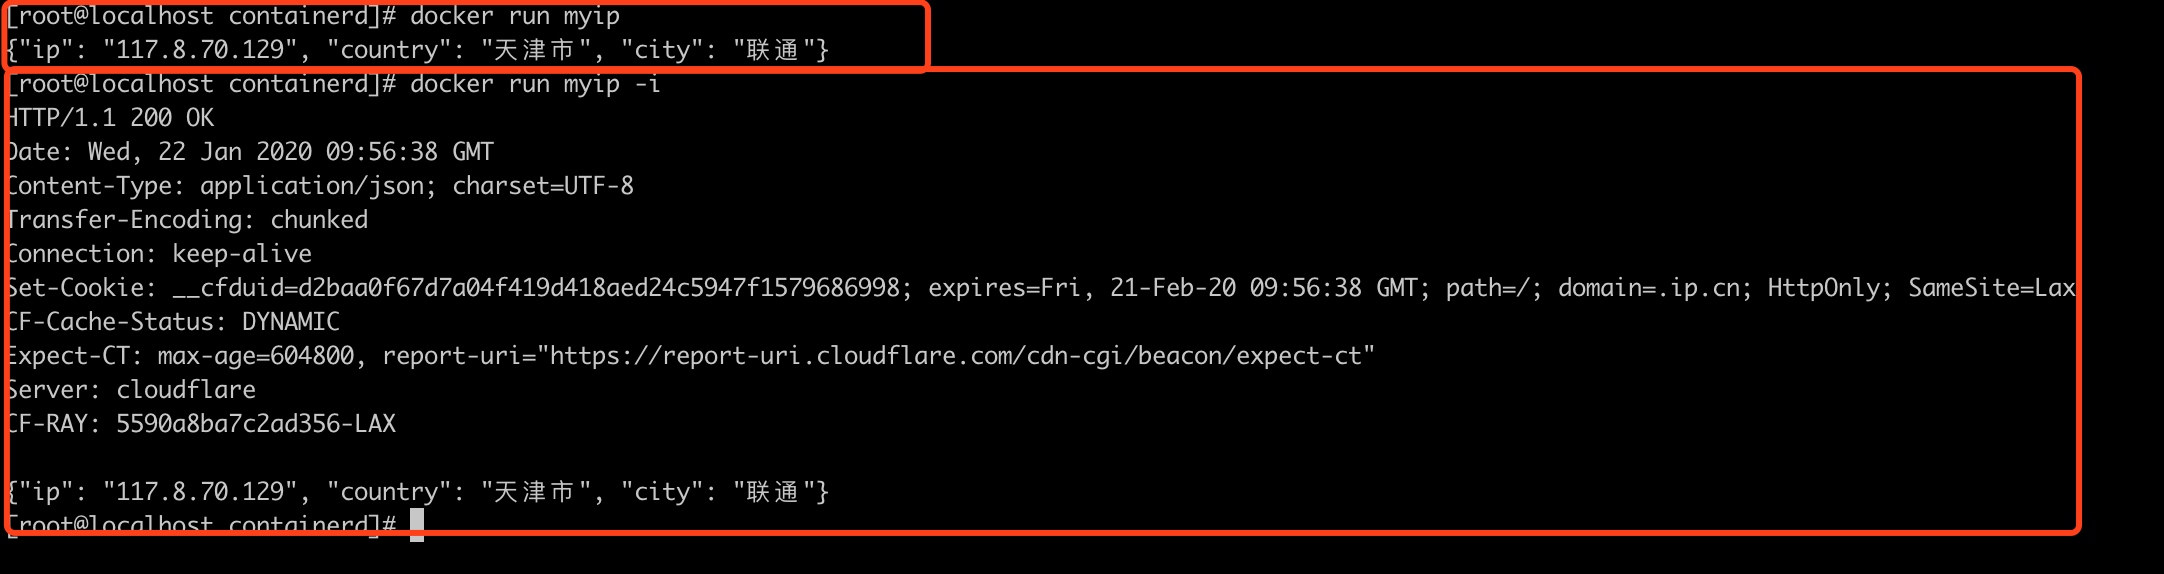 [root@localhost containerd]# docker run myip
{"ip": "117.8.70.129", "country": "天津市", "city": "联通"}
[root@localhost containerd]# docker run myip -i
HTTP/1.1 200 OK
Date: Wed, 22 Jan 2020 09:56:38 GMT
Content-Type: application/json; charset=UTF-8
Transfer-Encoding: chunked
Connection: keep-alive
Set-Cookie: __cfduid=d2baa0f67d7a04f419d418aed24c5947f1579686998; expires=Fri, 21-Feb-20 09:56:38 GMT; path=/; domain=.ip.cn; HttpOnly; SameSite=Lax
CF-Cache-Status: DYNAMIC
Expect-CT: max-age=604800, report-uri="https://report-uri.cloudflare.com/cdn-cgi/beacon/expect-ct"
Server: cloudflare
CF-RAY: 5590a8ba7c2ad356-LAX
{"ip": "117.8.70.129", "country": "天津市", "city": "联通"}
[root@localhost containerd]#